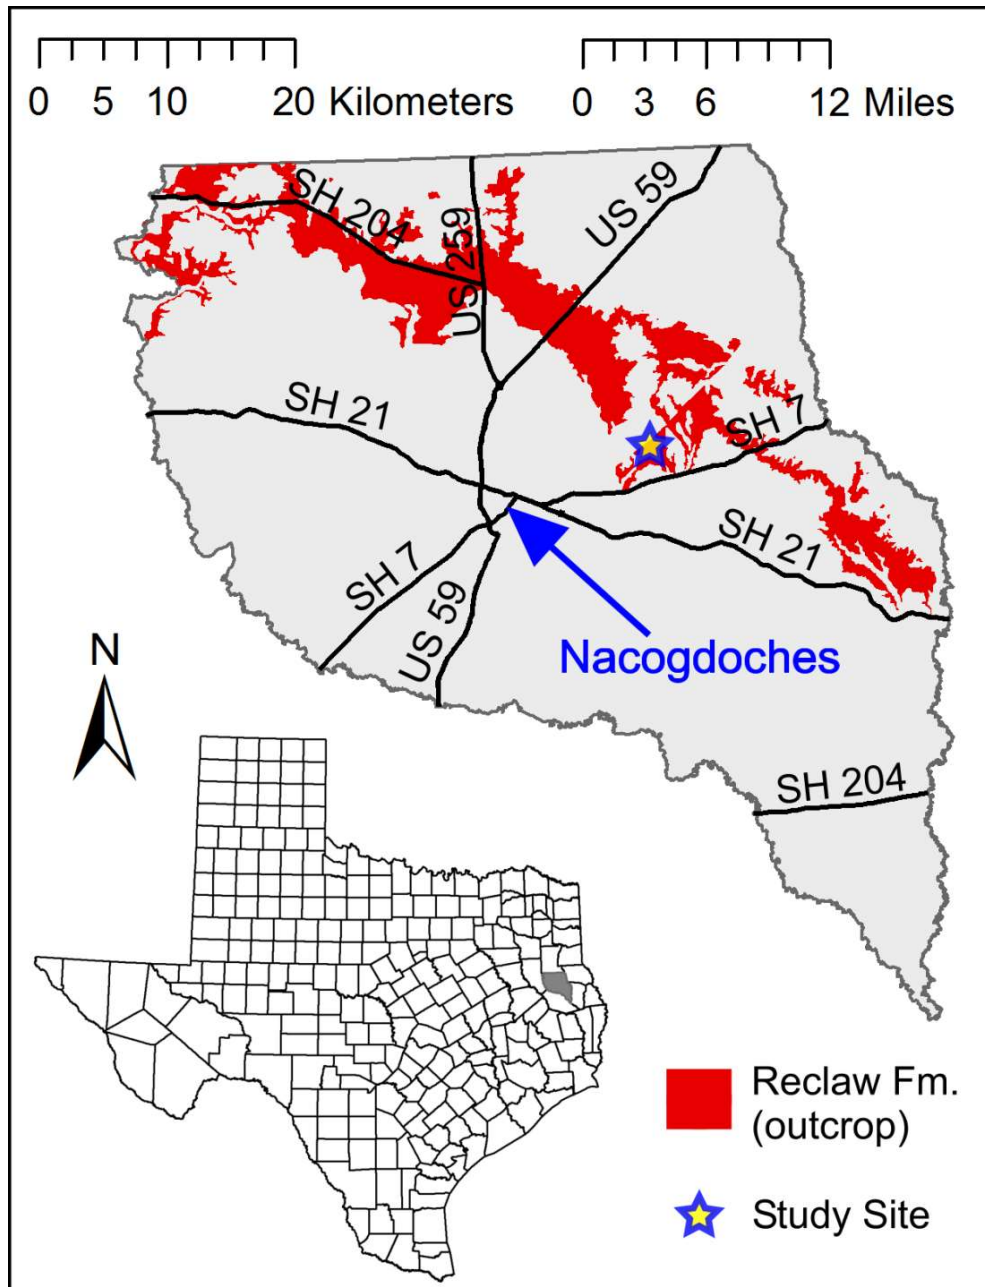 0 5 10 20 Kilometers
0 3 6 12 Miles
SH 204
US 259
US 59
SH 21
SH 7
SH 7
US 59
SH 21
Nacogdoches
N
SH 204
Reclaw Fm.
(outcrop)
Study Site